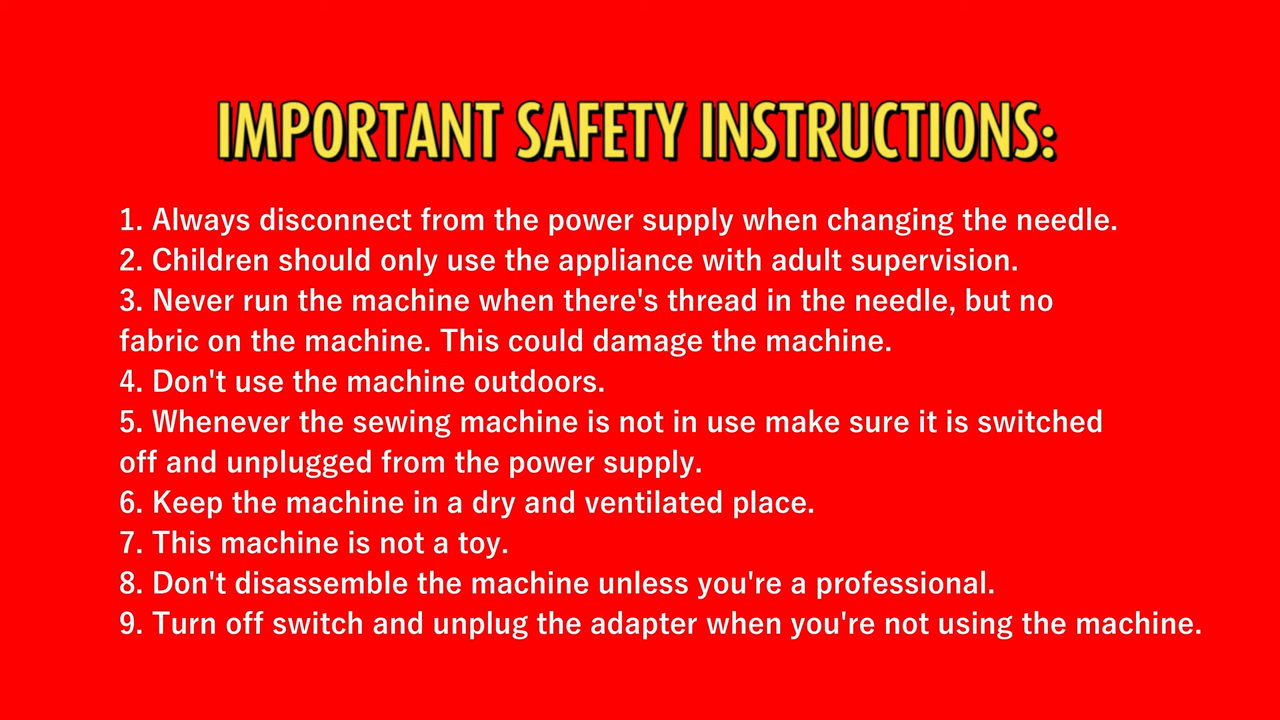 IMPORTANT SAFETY INSTRUCTIONS:
1. Always disconnect from the power supply when changing the needle.
2. Children should only use the appliance with adult supervision.
3. Never run the machine when there's thread in the needle, but no
fabric on the machine. This could damage the machine.
4. Don't use the machine outdoors.
5. Whenever the sewing machine is not in use make sure it is switched
off and unplugged from the power supply.
6. Keep the machine in a dry and ventilated place.
7. This machine is not a toy.
8. Don't disassemble the machine unless you're a professional.
9. Turn off switch and unplug the adapter when you're not using the machine.